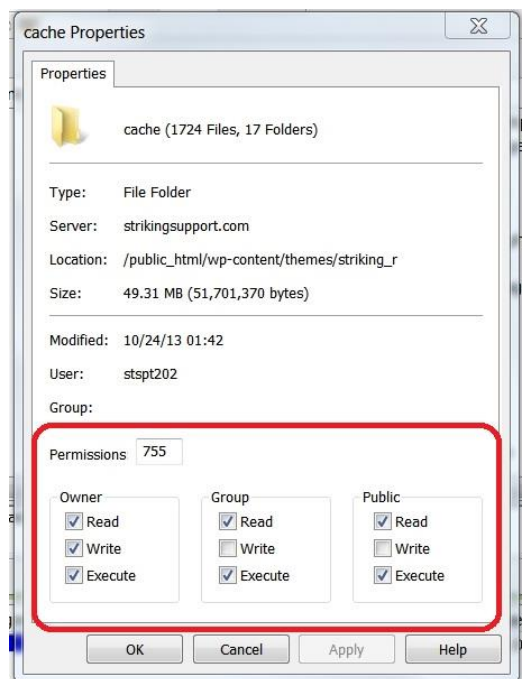 cache Properties
Properties
cache (1724 Files, 17 Folders)
Type: File Folder
Server: strikingsupport.com
Location: /public_html/wp-content/themes/striking_r
Size: 49.31 MB (51,701,370 bytes)
Modified: 10/24/13 01:42
User: stspt202
Group:
Permissions 755
Owner Group Public
Read Read Read
Write Write Write
Execute Execute Execute
OK Cancel Apply Help